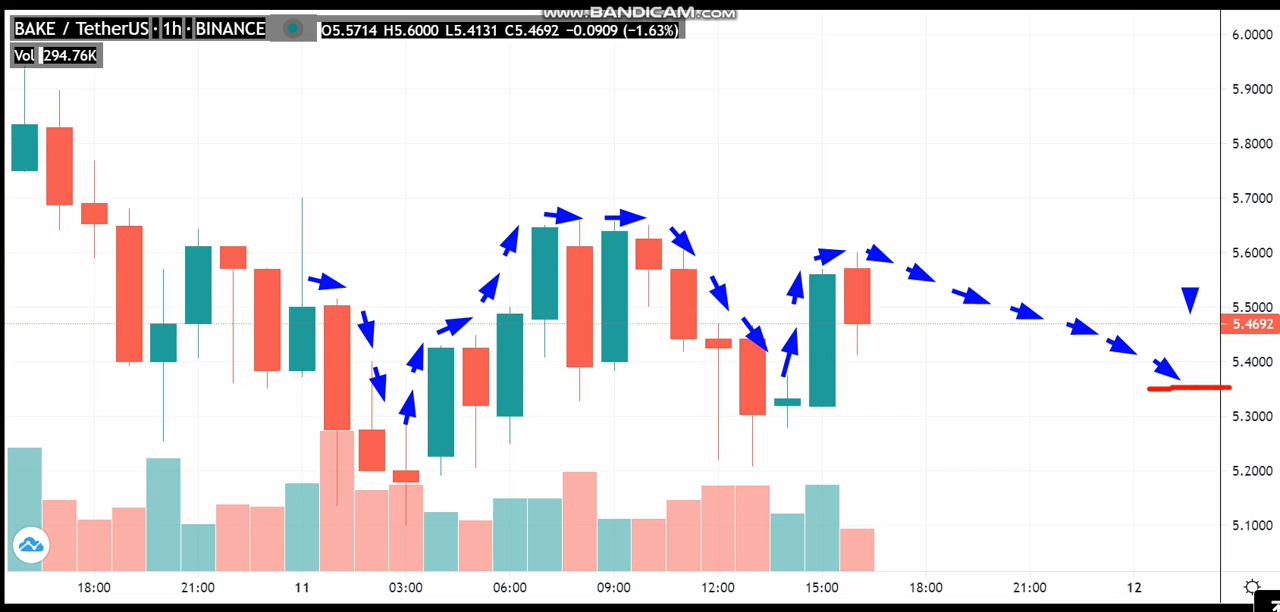 www.BANDICAM.com
BAKE / TetherUS · 1h · BINANCE O5.5714 H5.6000 L5.4131 C5.4692 −0.0909 (−1.63%)
Vol 294.76K
6.0000
5.9000
5.8000
5.7000
5.6000
5.5000
5.4692
5.4000
5.3000
5.2000
5.1000
18:00 21:00 11 03:00 06:00 09:00 12:00 15:00 18:00 21:00 12